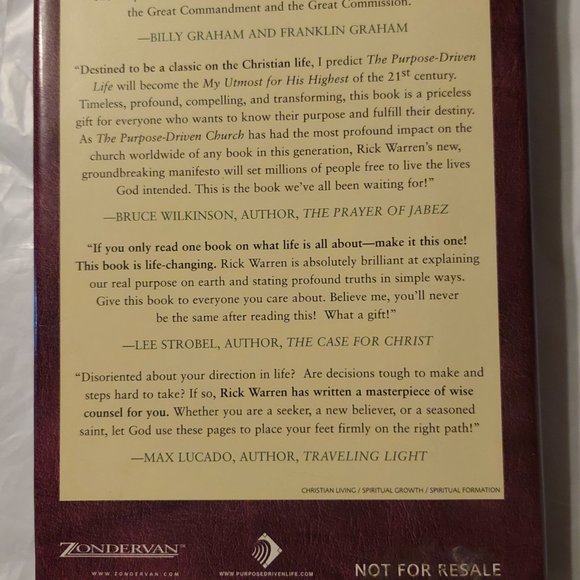 the Great Commandment and the Great Commission.
—BILLY GRAHAM AND FRANKLIN GRAHAM
“Destined to be a classic on the Christian life, I predict The Purpose-Driven
Life will become the My Utmost for His Highest of the 21st century.
Timeless, profound, compelling, and transforming, this book is a priceless
gift for everyone who wants to know their purpose and fulfill their destiny.
As The Purpose-Driven Church has had the most profound impact on the
church worldwide of any book in this generation, Rick Warren’s new,
groundbreaking manifesto will set millions of people free to live the lives
God intended. This is the book we’ve all been waiting for!”
—BRUCE WILKINSON, AUTHOR, THE PRAYER OF JABEZ
“If you only read one book on what life is all about—make it this one!
This book is life-changing. Rick Warren is absolutely brilliant at explaining
our real purpose on earth and stating profound truths in simple ways.
Give this book to everyone you care about. Believe me, you’ll never
be the same after reading this! What a gift!”
—LEE STROBEL, AUTHOR, THE CASE FOR CHRIST
“Disoriented about your direction in life? Are decisions tough to make and
steps hard to take? If so, Rick Warren has written a masterpiece of wise
counsel for you. Whether you are a seeker, a new believer, or a seasoned
saint, let God use these pages to place your feet firmly on the right path!”
—MAX LUCADO, AUTHOR, TRAVELING LIGHT
CHRISTIAN LIVING / SPIRITUAL GROWTH / SPIRITUAL FORMATION
ZONDERVAN™
WWW.ZONDERVAN.COM
WWW.PURPOSEDRIVENLIFE.COM
NOT FOR RESALE